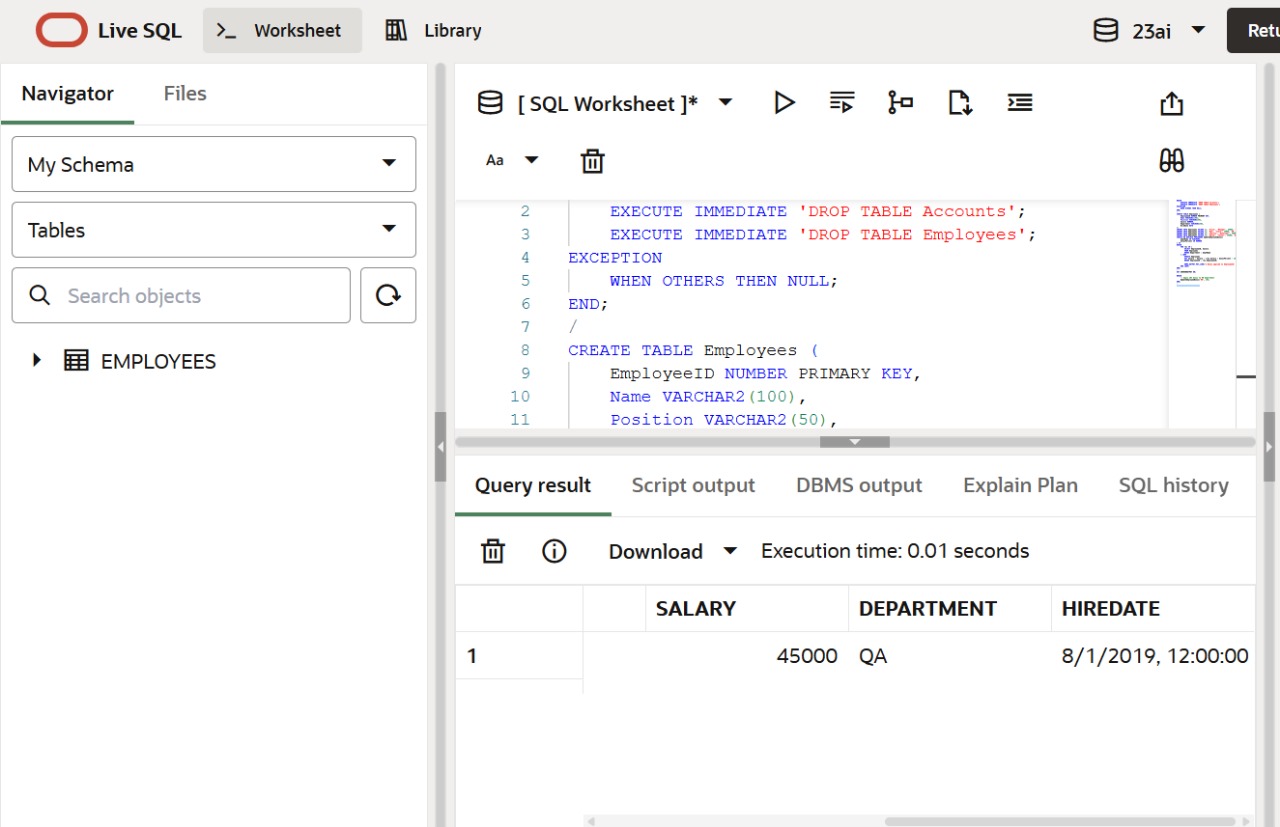 Live SQL
Worksheet
Library
23ai
Retu
Navigator
Files
My Schema
Tables
Search objects
EMPLOYEES
[ SQL Worksheet ]*
Aa
2 EXECUTE IMMEDIATE 'DROP TABLE Accounts';
3 EXECUTE IMMEDIATE 'DROP TABLE Employees';
4 EXCEPTION
5 WHEN OTHERS THEN NULL;
6 END;
7 /
8 CREATE TABLE Employees (
9 EmployeeID NUMBER PRIMARY KEY,
10 Name VARCHAR2(100),
11 Position VARCHAR2(50),
Query result
Script output
DBMS output
Explain Plan
SQL history
Download
Execution time: 0.01 seconds
SALARY DEPARTMENT HIREDATE
1 45000 QA 8/1/2019, 12:00:00